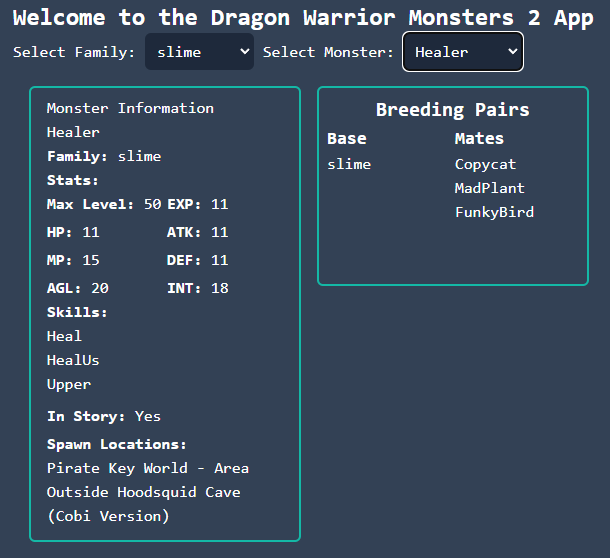 Welcome to the Dragon Warrior Monsters 2 App
Select Family: slime Select Monster: Healer
Monster Information
Healer
Family: slime
Stats:
Max Level: 50 EXP: 11
HP: 11 ATK: 11
MP: 15 DEF: 11
AGL: 20 INT: 18
Skills:
Heal
HealUs
Upper
In Story: Yes
Spawn Locations:
Pirate Key World - Area
Outside Hoodsquid Cave
(Cobi Version)
Breeding Pairs
Base Mates
slime Copycat
MadPlant
FunkyBird